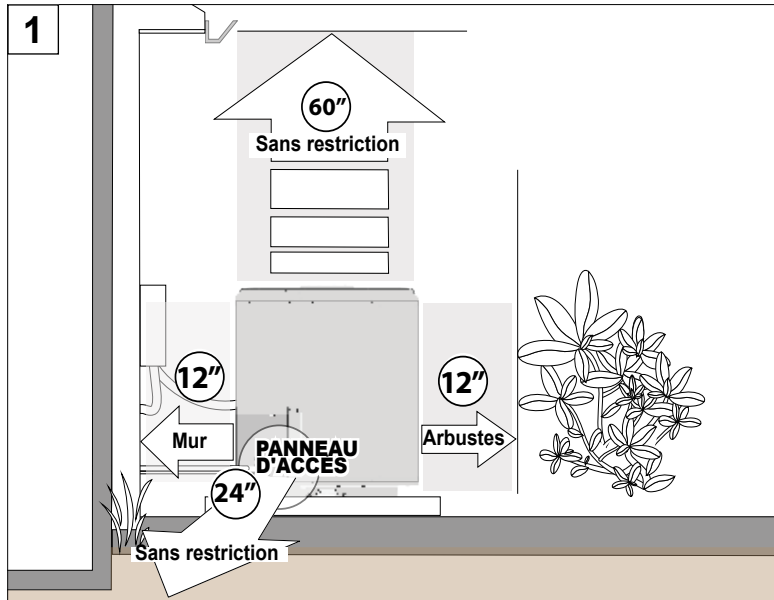 1
60”
Sans restriction
12”
12”
Mur
Arbustes
PANNEAU
D'ACCÈS
24”
Sans restriction